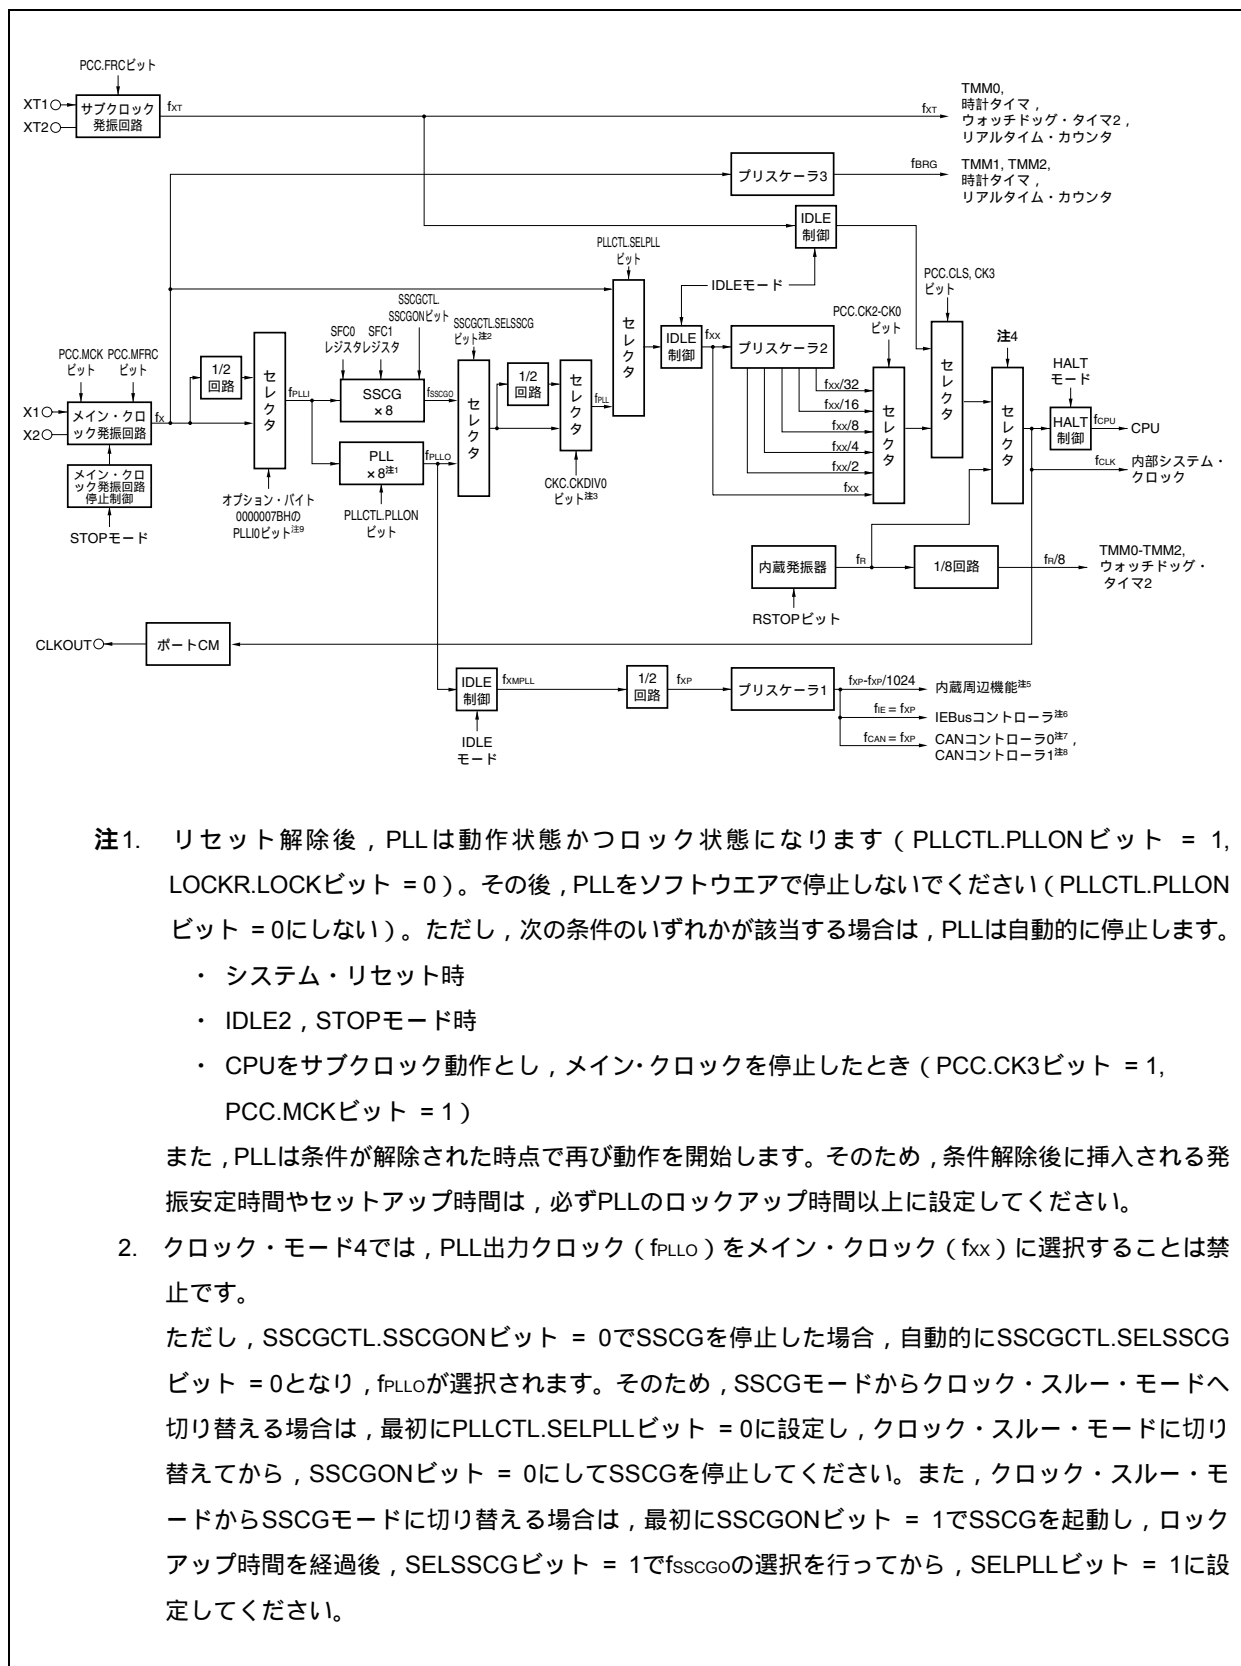 PCC.FRCビット
XT1
XT2
サブクロック
発振回路
fXT
fXT
TMM0,
時計タイマ，
ウォッチドッグ・タイマ2，
リアルタイム・カウンタ
プリスケーラ3
fBRG
TMM1, TMM2,
時計タイマ，
リアルタイム・カウンタ
IDLE
制御
IDLEモード
PLLCTL.SELPLL
ビット
PCC.CLS, CK3
ビット
PCC.CK2-CK0
ビット
SSCGCTL.
SSCGONビット
SFC0
レジスタ
SFC1
レジスタ
SSCGCTL.SELSSCG
ビット注2
PCC.MCK
ビット
PCC.MFRC
ビット
X1
X2
メイン・クロ
ック発振回路
fX
1/2
回路
セレクタ
fPLLI
SSCG
×8
fSSCGO
PLL
×8注1
fPLLO
セレクタ
1/2
回路
セレクタ
fPLL
セレクタ
IDLE
制御
fXX
プリスケーラ2
fXX/32
fXX/16
fXX/8
fXX/4
fXX/2
fXX
セレクタ
セレクタ
注4
セレクタ
HALT
モード
HALT
制御
fCPU
CPU
fCLK
内部システム・
クロック
メイン・クロ
ック発振回路
停止制御
STOPモード
オプション・バイト
0000007BHの
PLLI0ビット注9
PLLCTL.PLLON
ビット
CKC.CKDIV0
ビット注3
内蔵発振器
fR
1/8回路
fR/8
TMM0-TMM2,
ウォッチドッグ・
タイマ2
RSTOPビット
CLKOUT
ポートCM
IDLE
制御
fXMPLL
1/2
回路
fXP
プリスケーラ1
fXP-fXP/1024
内蔵周辺機能注5
fIE = fXP
IEBusコントローラ注6
fCAN = fXP
CANコントローラ0注7，
CANコントローラ1注8
IDLE
モード
注1. リセット解除後，PLLは動作状態かつロック状態になります（PLLCTL.PLLONビット = 1,
LOCKR.LOCKビット = 0）。その後，PLLをソフトウエアで停止しないでください（PLLCTL.PLLON
ビット = 0にしない）。ただし，次の条件のいずれかが該当する場合は，PLLは自動的に停止します。
・ システム・リセット時
・ IDLE2，STOPモード時
・ CPUをサブクロック動作とし，メイン・クロックを停止したとき（PCC.CK3ビット = 1,
PCC.MCKビット = 1）
また，PLLは条件が解除された時点で再び動作を開始します。そのため，条件解除後に挿入される発
振安定時間やセットアップ時間は，必ずPLLのロックアップ時間以上に設定してください。
2. クロック・モード4では，PLL出力クロック（fPLLO）をメイン・クロック（fXX）に選択することは禁
止です。
ただし，SSCGCTL.SSCGONビット = 0でSSCGを停止した場合，自動的にSSCGCTL.SELSSCG
ビット = 0となり，fPLLOが選択されます。そのため，SSCGモードからクロック・スルー・モードへ
切り替える場合は，最初にPLLCTL.SELPLLビット = 0に設定し，クロック・スルー・モードに切り
替えてから，SSCGONビット = 0にしてSSCGを停止してください。また，クロック・スルー・モ
ードからSSCGモードに切り替える場合は，最初にSSCGONビット = 1でSSCGを起動し，ロック
アップ時間を経過後，SELSSCGビット = 1でfSSCGOの選択を行ってから，SELPLLビット = 1に設
定してください。